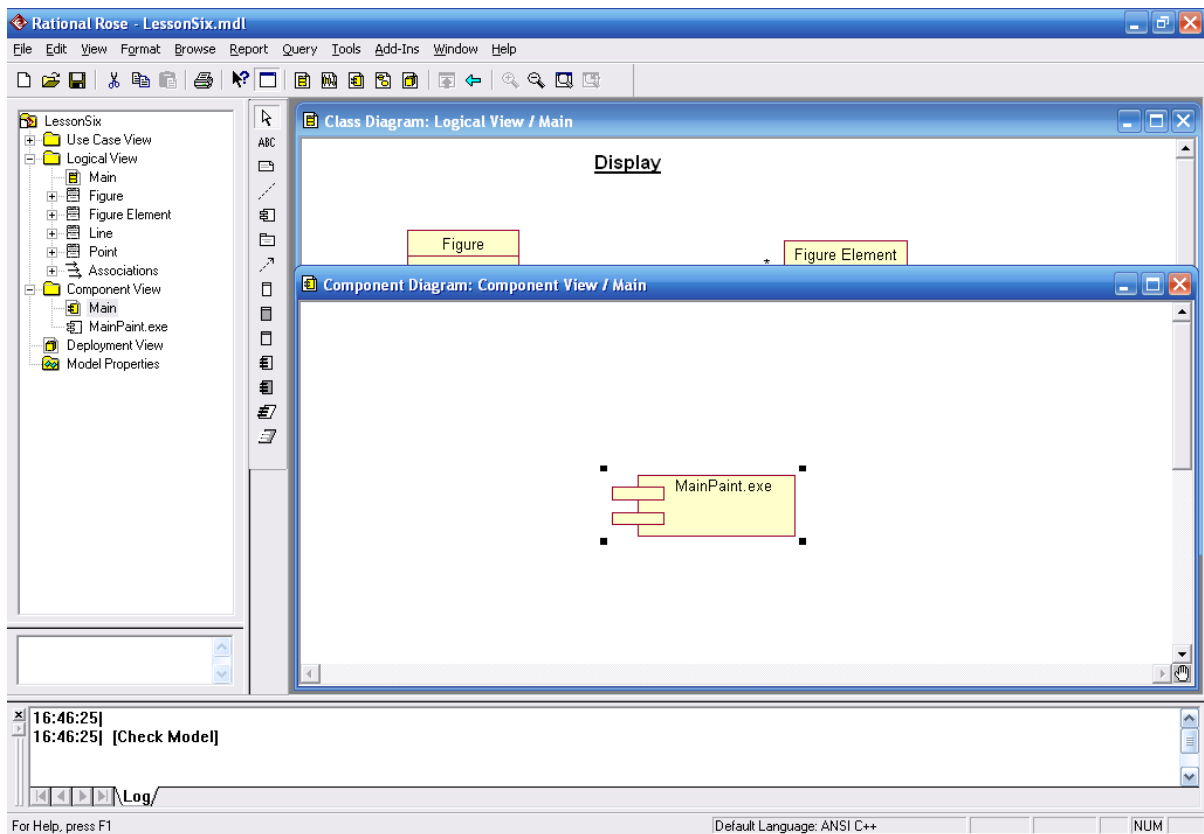 Rational Rose - LessonSix.mdl
File Edit View Format Browse Report Query Tools Add-Ins Window Help
LessonSix
Use Case View
Logical View
Main
Figure
Figure Element
Line
Point
Associations
Component View
Main
MainPaint.exe
Deployment View
Model Properties
ABC
Class Diagram: Logical View / Main
Display
Figure
* Figure Element
Component Diagram: Component View / Main
MainPaint.exe
16:46:25|
16:46:25| [Check Model]
Log
For Help, press F1
Default Language: ANSI C++
NUM